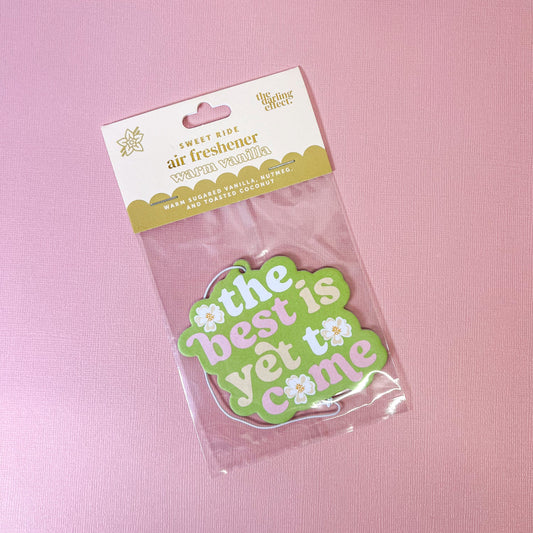 the
darling
effect.
SWEET RIDE
air freshener
warm vanilla
WARM SUGARED VANILLA, NUTMEG,
AND TOASTED COCONUT
the
best is
yet to
come